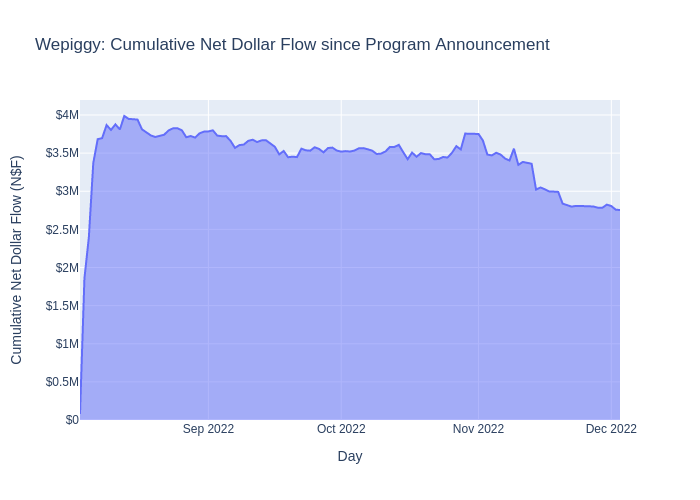 Wepiggy: Cumulative Net Dollar Flow since Program Announcement
Cumulative Net Dollar Flow (N$F)
$4M
$3.5M
$3M
$2.5M
$2M
$1.5M
$1M
$0.5M
$0
Sep 2022
Oct 2022
Nov 2022
Dec 2022
Day